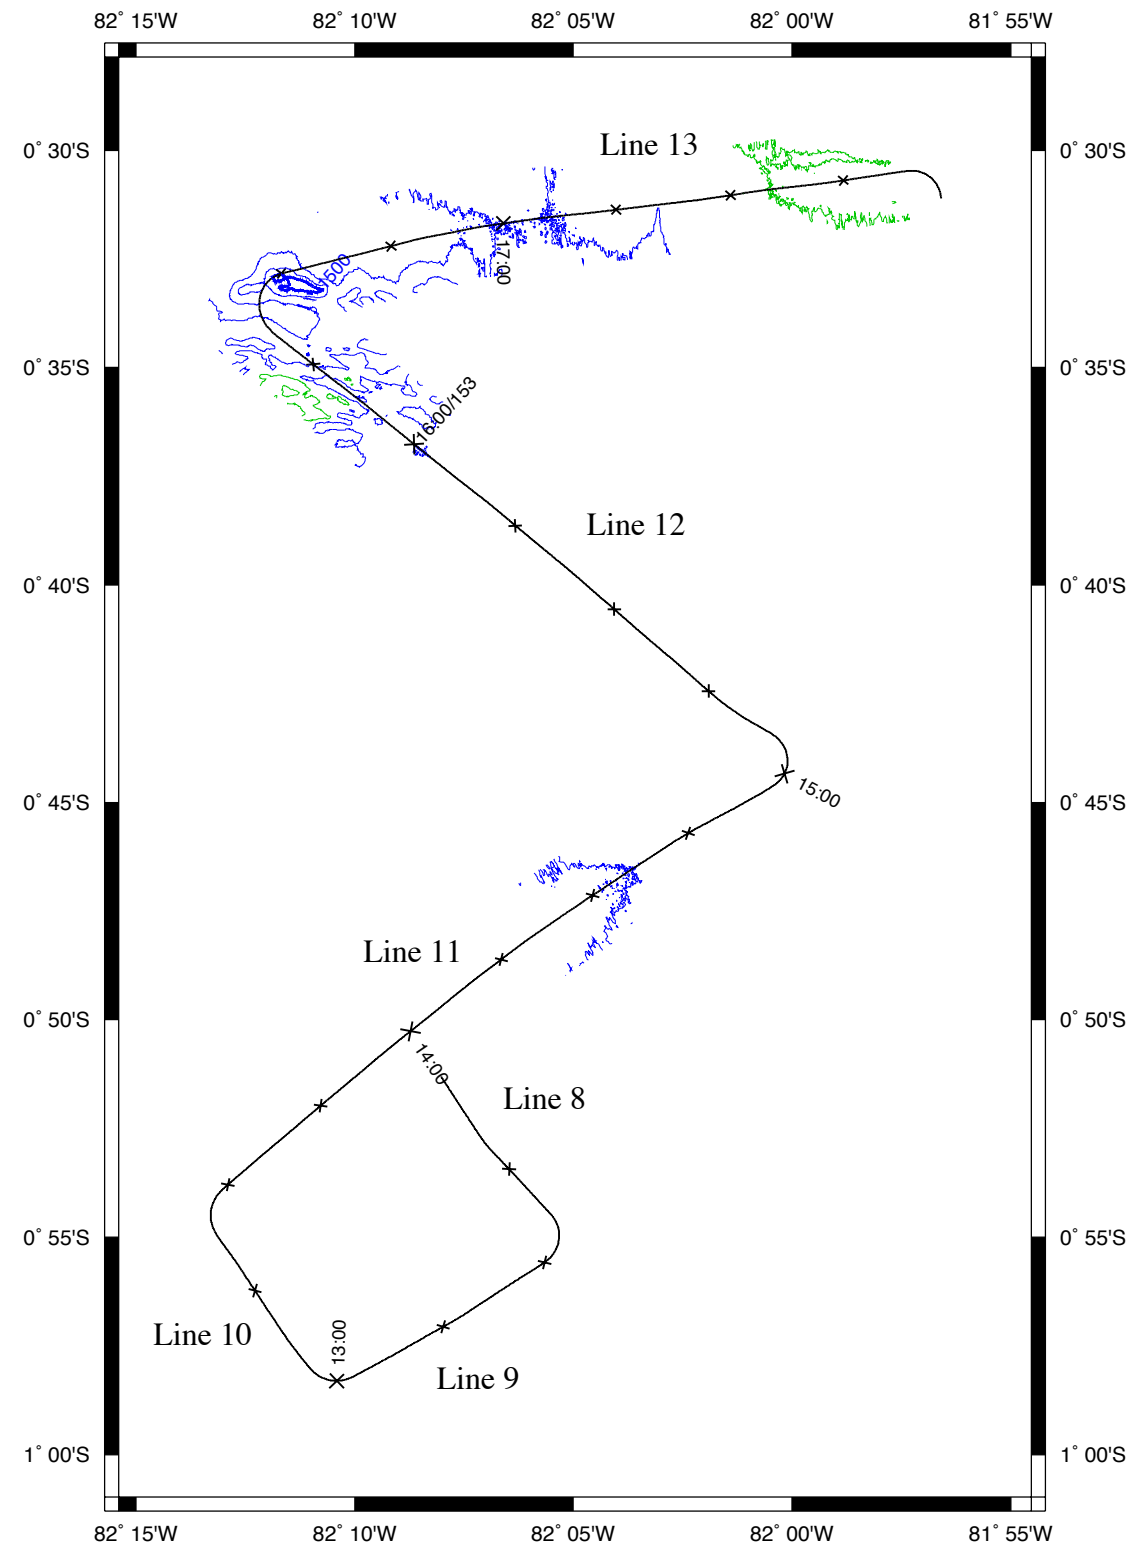 82° 15'W 82° 10'W 82° 05'W 82° 00'W 81° 55'W
0° 30'S Line 13 0° 30'S
17:00
1500
0° 35'S 0° 35'S
16:00/153
Line 12
0° 40'S 0° 40'S
15:00
0° 45'S 0° 45'S
Line 11
0° 50'S 0° 50'S
14:00
Line 8
0° 55'S 0° 55'S
Line 10
13:00
Line 9
1° 00'S 1° 00'S
82° 15'W 82° 10'W 82° 05'W 82° 00'W 81° 55'W